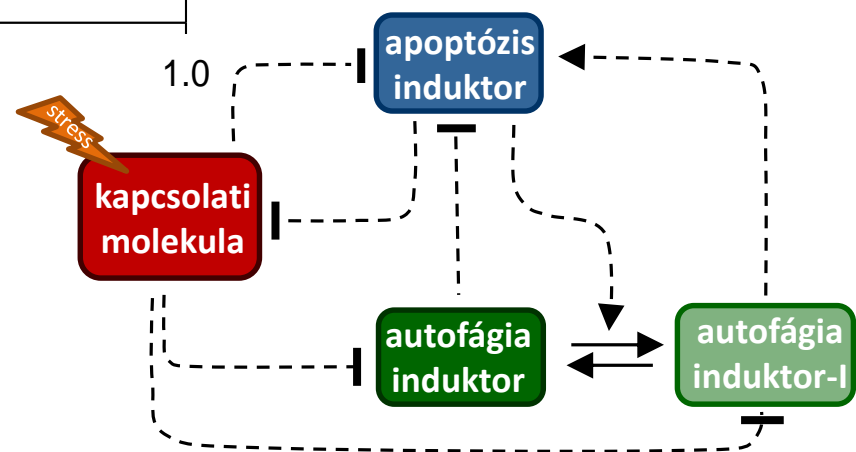 1.0
apoptózis
induktor
stress
kapcsolati
molekula
autofágia
induktor
autofágia
induktor-I